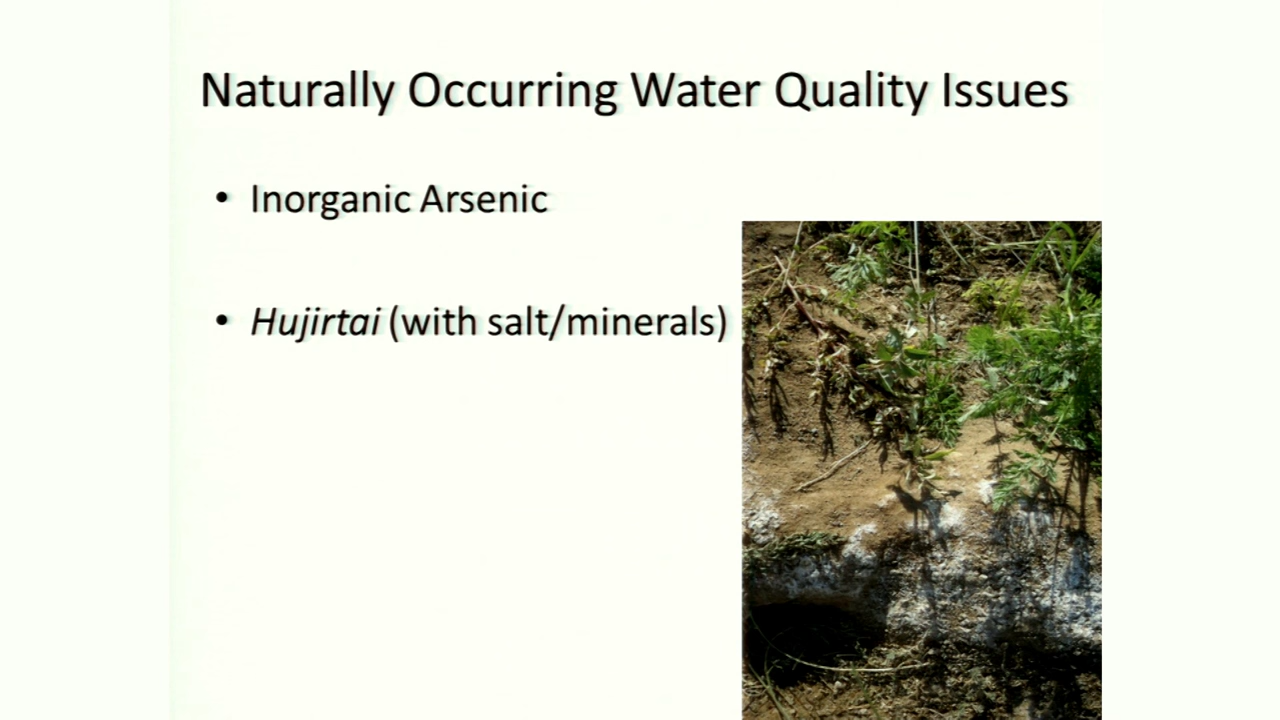 Naturally Occurring Water Quality Issues
• Inorganic Arsenic
• Hujirtai (with salt/minerals)